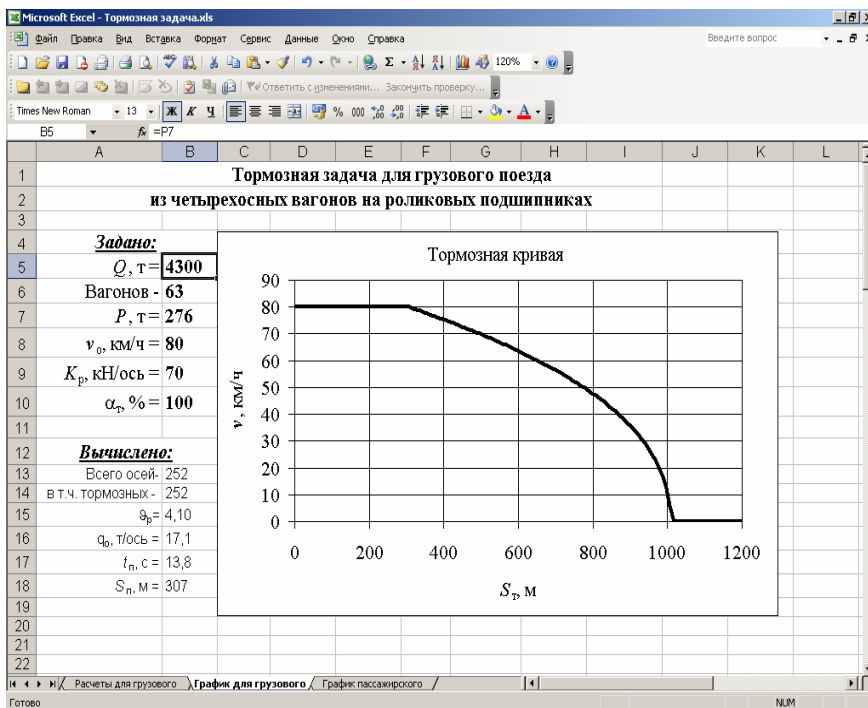 Microsoft Excel - Тормозная задача.xls
Файл Правка Вид Вставка Формат Сервис Данные Окно Справка Введите вопрос
120%
Ответить с изменениями... Закончить проверку...
Times New Roman 13 Ж К Ч % 000
B5 fx =P7
A B C D E F G H I J K L
1 Тормозная задача для грузового поезда
2 из четырехосных вагонов на роликовых подшипниках
3
4 Задано:
5 Q, т = 4300
6 Вагонов - 63
7 P, т = 276
8 v₀, км/ч = 80
9 Kр, кН/ось = 70
10 αт, % = 100
11
12 Вычислено:
13 Всего осей- 252
14 в т.ч. тормозных - 252
15 ϑр= 4,10
16 q₀, т/ось = 17,1
17 tп, с = 13,8
18 Sп, м = 307
19
20
21
22
Тормозная кривая
90
80
70
60
50
40
30
20
10
0
v, км/ч
0 200 400 600 800 1000 1200
Sт, м
Расчеты для грузового График для грузового График пассажирского
Готово NUM